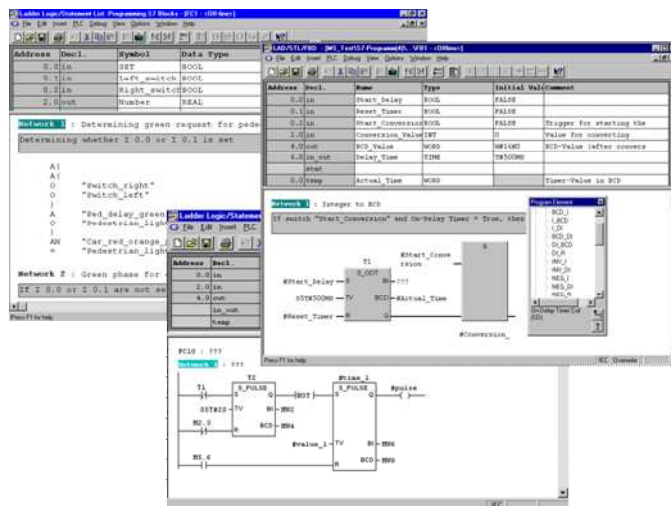 Ladder Logic/Statement List - Programming S7 Blocks - [FC1 - <Offline>]
File Edit Insert PLC Debug View Options Window Help
Address Decl. Symbol Data Type
0.0 in SET BOOL
0.1 in Left_switch BOOL
0.2 in Right_switch BOOL
2.0 out Number REAL
Network 1 : Determining green request for pede
Determining whether I 0.0 or I 0.1 is set
A(
A(
O "Switch_right"
O "Switch_left"
)
A "Red_delay_green
O "Pedestrian_ligh
)
AN "Car_red_orange_
= "Pedestrian_ligh
Network 2 : Green phase for
If I 0.0 or I 0.1 are not se
Press F1 for help.
LAD/STL/FBD
File Edit Insert PLC Debug View Options Window Help
Address Decl. Name Type Initial Valu Comment
0.0 in Start_Delay BOOL FALSE
0.1 in Reset_Timer BOOL FALSE
0.2 in Start_Conversion BOOL FALSE Trigger for starting the
2.0 in Conversion_Value INT 0 Value for converting
4.0 out BCD_Value WORD W#16#0 BCD-Value (after convers
6.0 in_out Delay_Time TIME T#500MS
stat
0.0 temp Actual_Time WORD Timer-Value in BCD
Network 1 : Integer to BCD
If switch "Start_Conversion" and On-Delay Timer = True, then
T1
S_ODT
#Start_Delay S BI ???
S5T#500MS TV BCD #Actual_Time
#Reset_Timer R Q
#Start_Conve
rsion
&
#Conversion_
Program Element
BCD_I
I_BCD
I_DI
BCD_DI
DI_BCD
DI_R
INV_I
INV_DI
NEG_I
NEG_DI
NEG_R
On Delay Timer Coil
(SD)
Press F1 for help.
IEC Overwrite
Ladder Logic/Statement
File Edit Insert PLC
Address Decl.
0.0 in
2.0 in
4.0 out
in_out
temp
FC10 : ???
Network 1 : ???
T1 T2 #time_1
S_PULSE NOT S_PULSE #pulse
S Q S Q
S5T#2S TV BI MW2
M2.3 R BCD MW4
#value_1 TV BI MW6
BCD MW8
M5.6 R
IEC